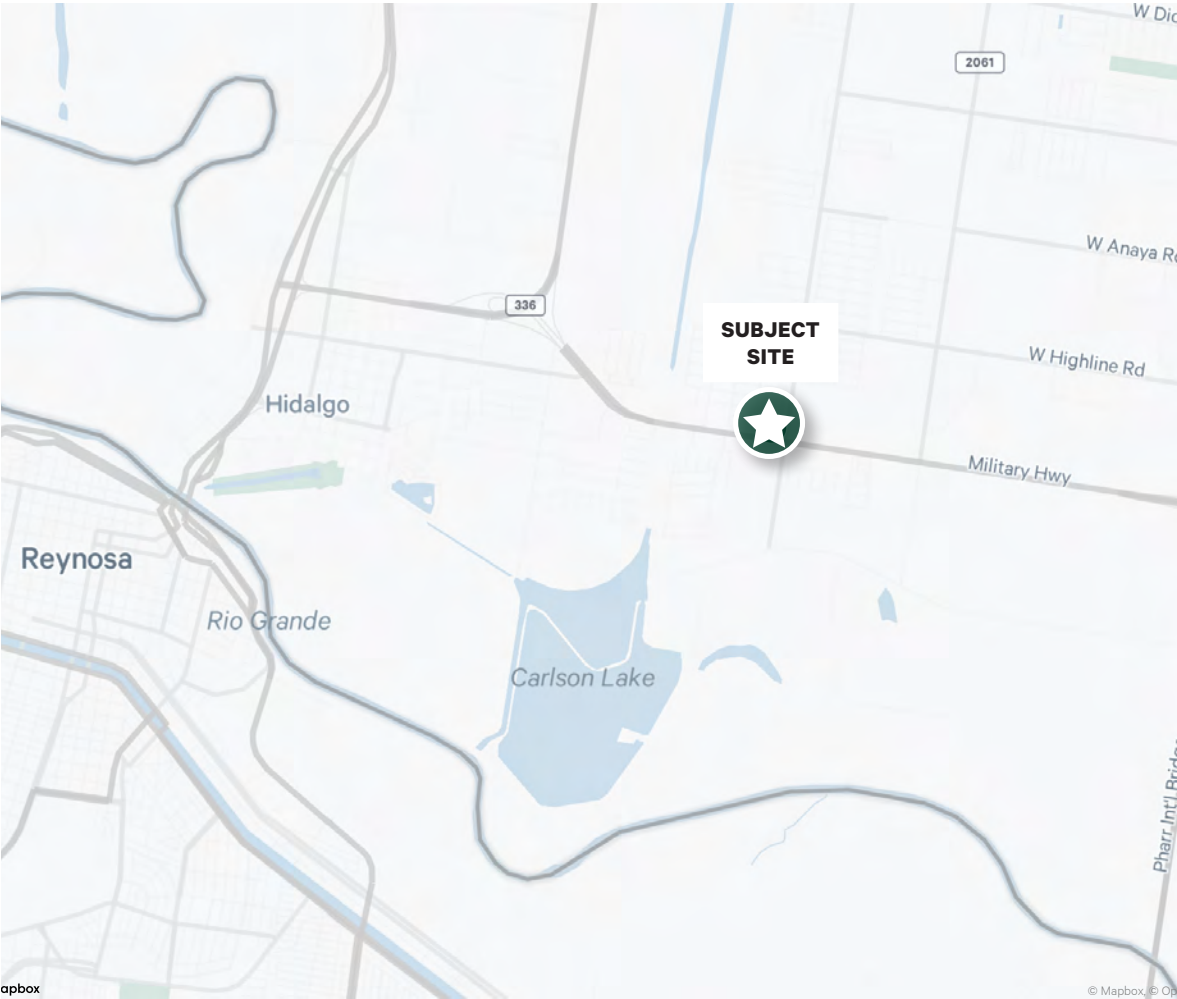 W Dic
2061
W Anaya Ro
336
SUBJECT
SITE
W Highline Rd
Hidalgo
Military Hwy
Reynosa
Rio Grande
Carlson Lake
Pharr Int'l Bridge
apbox
© Mapbox, © Op